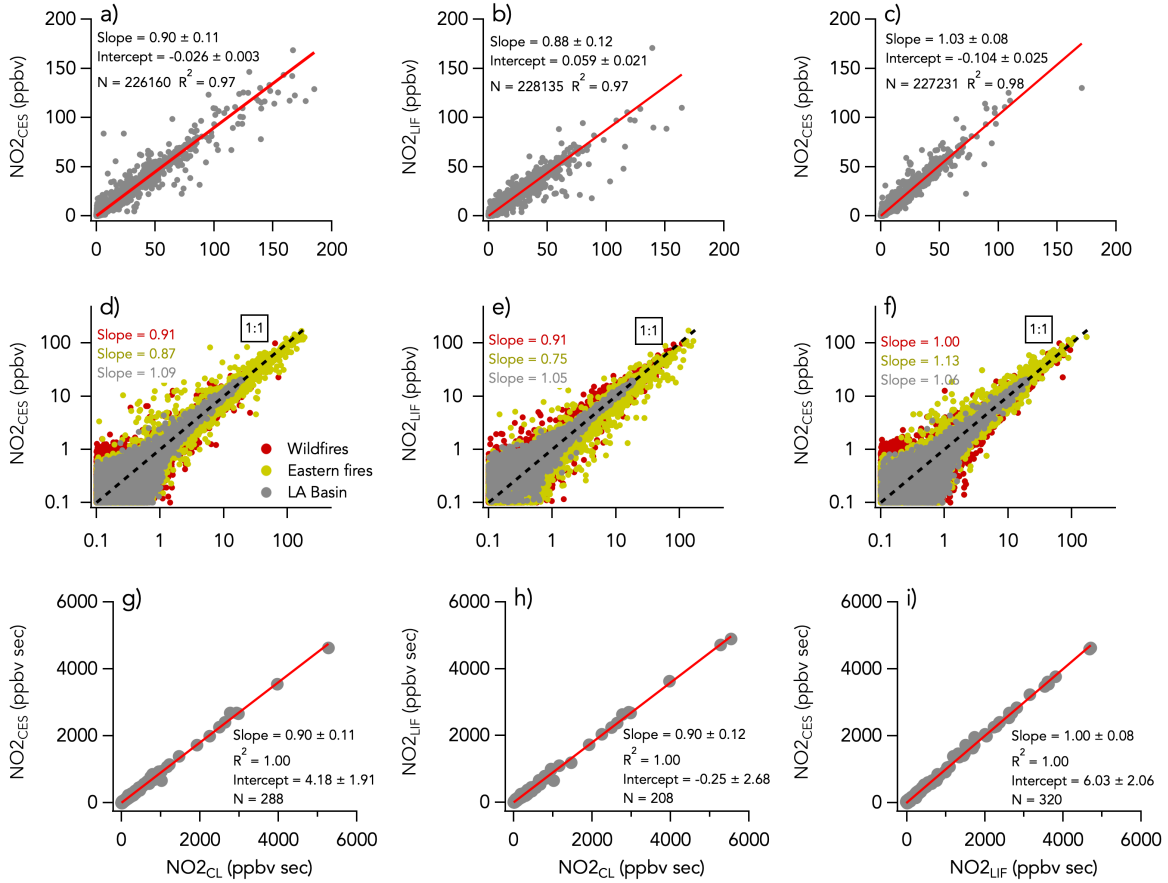 a)
NO2CES (ppbv)
200
150
100
50
0
Slope = 0.90 ± 0.11
Intercept = -0.026 ± 0.003
N = 226160 R2 = 0.97
0 50 100 150 200
b)
NO2LIF (ppbv)
200
150
100
50
0
Slope = 0.88 ± 0.12
Intercept = 0.059 ± 0.021
N = 228135 R2 = 0.97
0 50 100 150 200
c)
NO2CES (ppbv)
200
150
100
50
0
Slope = 1.03 ± 0.08
Intercept = -0.104 ± 0.025
N = 227231 R2 = 0.98
0 50 100 150 200
d)
NO2CES (ppbv)
100
10
1
0.1
Slope = 0.91
Slope = 0.87
Slope = 1.09
1:1
Wildfires
Eastern fires
LA Basin
0.1 1 10 100
e)
NO2LIF (ppbv)
100
10
1
0.1
Slope = 0.91
Slope = 0.75
Slope = 1.05
1:1
0.1 1 10 100
f)
NO2CES (ppbv)
100
10
1
0.1
Slope = 1.00
Slope = 1.13
Slope = 1.06
1:1
0.1 1 10 100
g)
NO2CES (ppbv sec)
6000
4000
2000
0
Slope = 0.90 ± 0.11
R2 = 1.00
Intercept = 4.18 ± 1.91
N = 288
0 2000 4000 6000
NO2CL (ppbv sec)
h)
NO2LIF (ppbv sec)
6000
4000
2000
0
Slope = 0.90 ± 0.12
R2 = 1.00
Intercept = -0.25 ± 2.68
N = 208
0 2000 4000 6000
NO2CL (ppbv sec)
i)
NO2CES (ppbv sec)
6000
4000
2000
0
Slope = 1.00 ± 0.08
R2 = 1.00
Intercept = 6.03 ± 2.06
N = 320
0 2000 4000 6000
NO2LIF (ppbv sec)